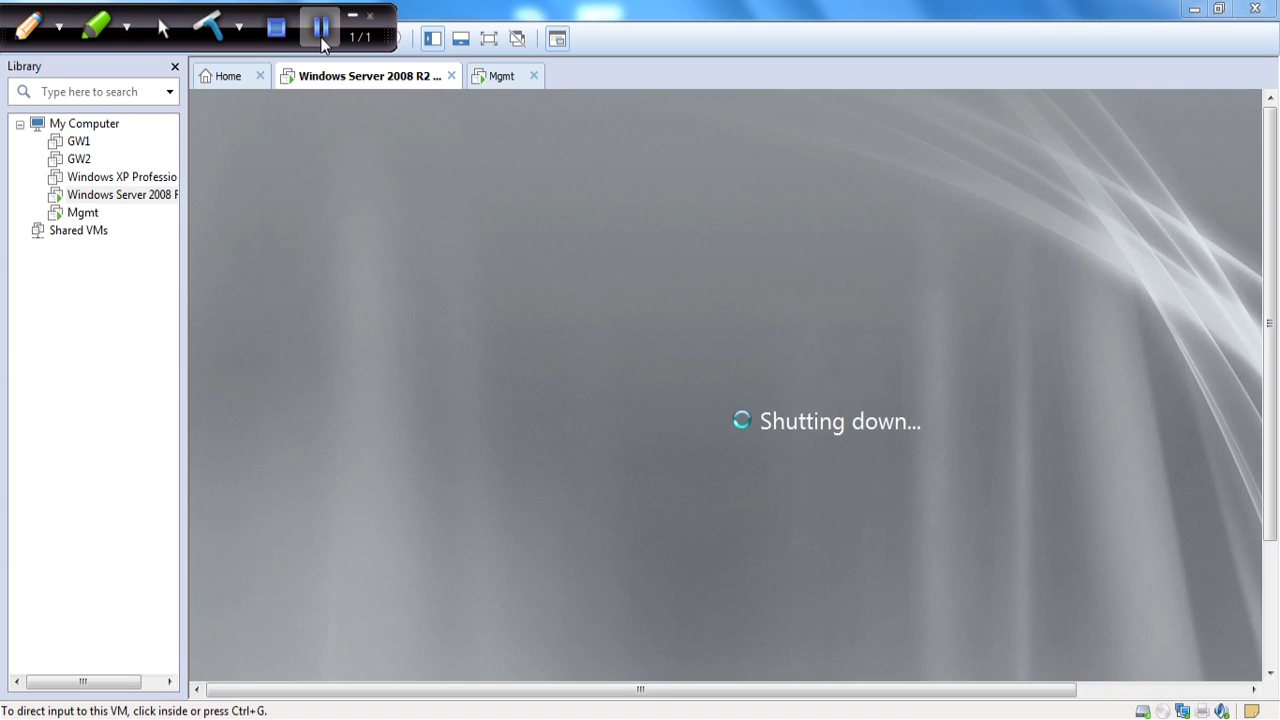 1/1
Library
Type here to search
My Computer
GW1
GW2
Windows XP Professio
Windows Server 2008 R
Mgmt
Shared VMs
Home
Windows Server 2008 R2 ...
Mgmt
Shutting down...
To direct input to this VM, click inside or press Ctrl+G.